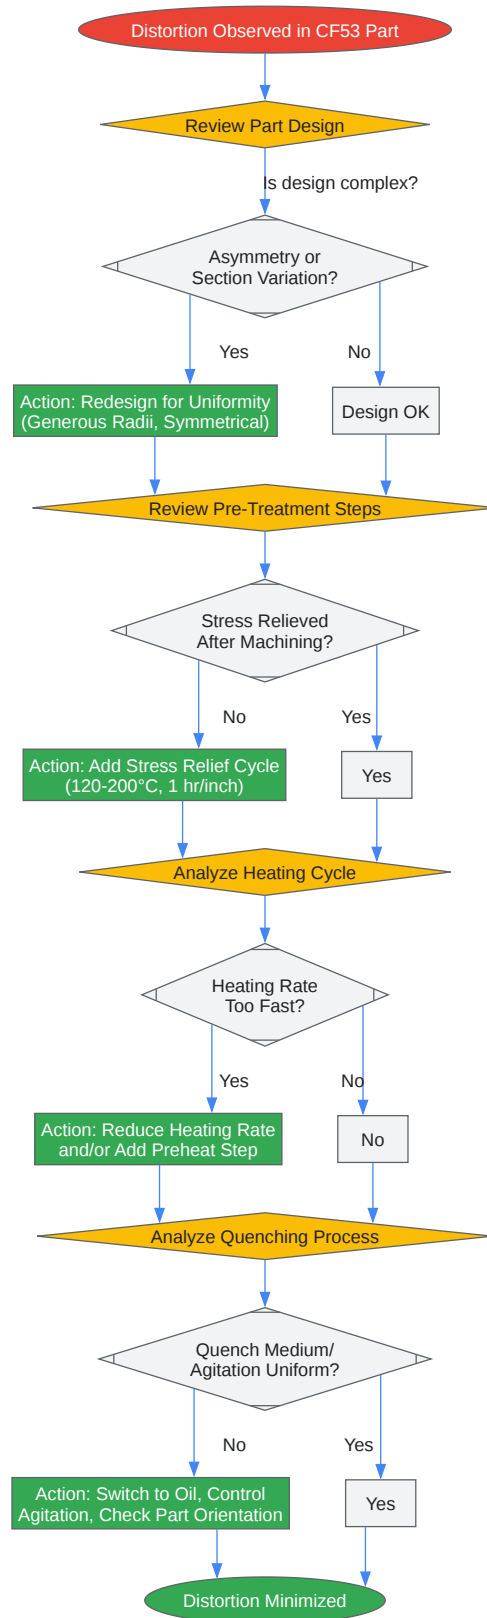 Distortion Observed in CF53 Part
Review Part Design
Is design complex?
Asymmetry or
Section Variation?
Yes
No
Action: Redesign for Uniformity
(Generous Radii, Symmetrical)
Design OK
Review Pre-Treatment Steps
Stress Relieved
After Machining?
No
Yes
Action: Add Stress Relief Cycle
(120-200°C, 1 hr/inch)
Yes
Analyze Heating Cycle
Heating Rate
Too Fast?
Yes
No
Action: Reduce Heating Rate
and/or Add Preheat Step
No
Analyze Quenching Process
Quench Medium/
Agitation Uniform?
No
Yes
Action: Switch to Oil, Control
Agitation, Check Part Orientation
Yes
Distortion Minimized